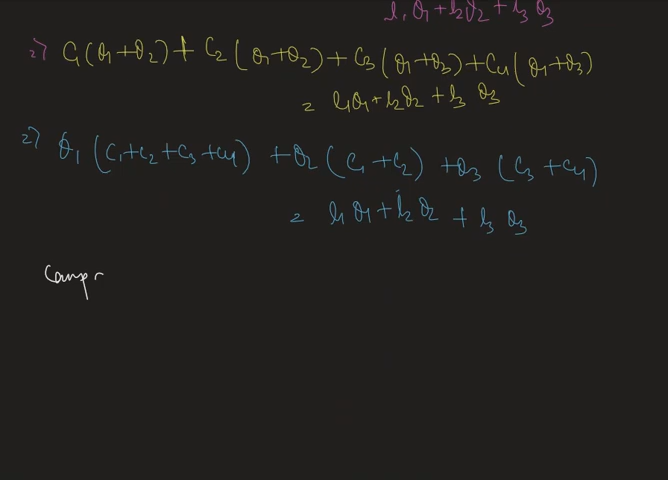 l₁θ₁+l₂θ₂+l₃θ₃
=> C₁(θ₁+θ₂)+C₂(θ₁+θ₂)+C₃(θ₁+θ₃)+C₄(θ₁+θ₃)
= l₁θ₁+l₂θ₂+l₃θ₃
=> θ₁(C₁+C₂+C₃+C₄)+θ₂(C₁+C₂)+θ₃(C₃+C₄)
= l₁θ₁+l₂θ₂+l₃θ₃
Comp